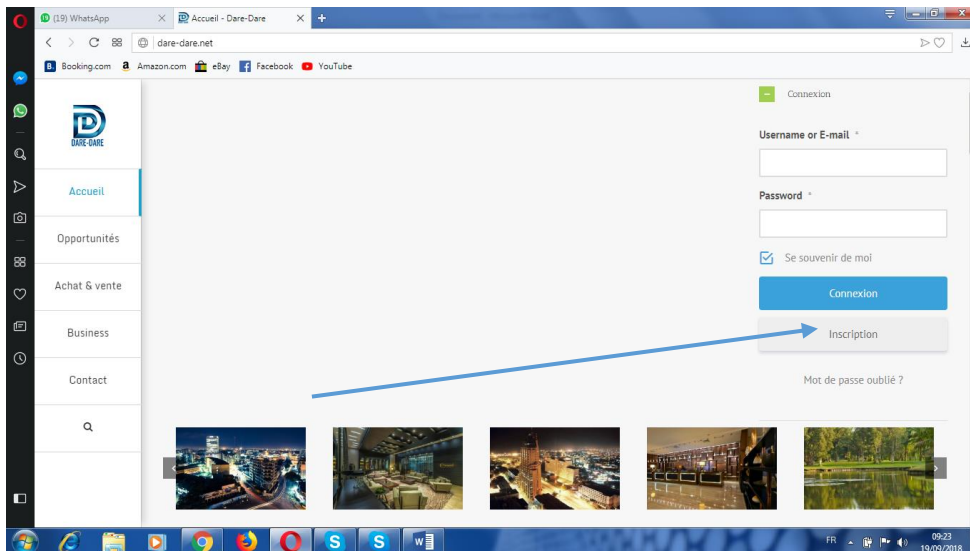 (19) WhatsApp
Accueil - Dare-Dare
dare-dare.net
Booking.com
Amazon.com
eBay
Facebook
YouTube
DARE-DARE
Accueil
Opportunités
Achat & vente
Business
Contact
Connexion
Username or E-mail *
Password *
Se souvenir de moi
Connexion
Inscription
Mot de passe oublié ?
FR
09:23
19/09/2018